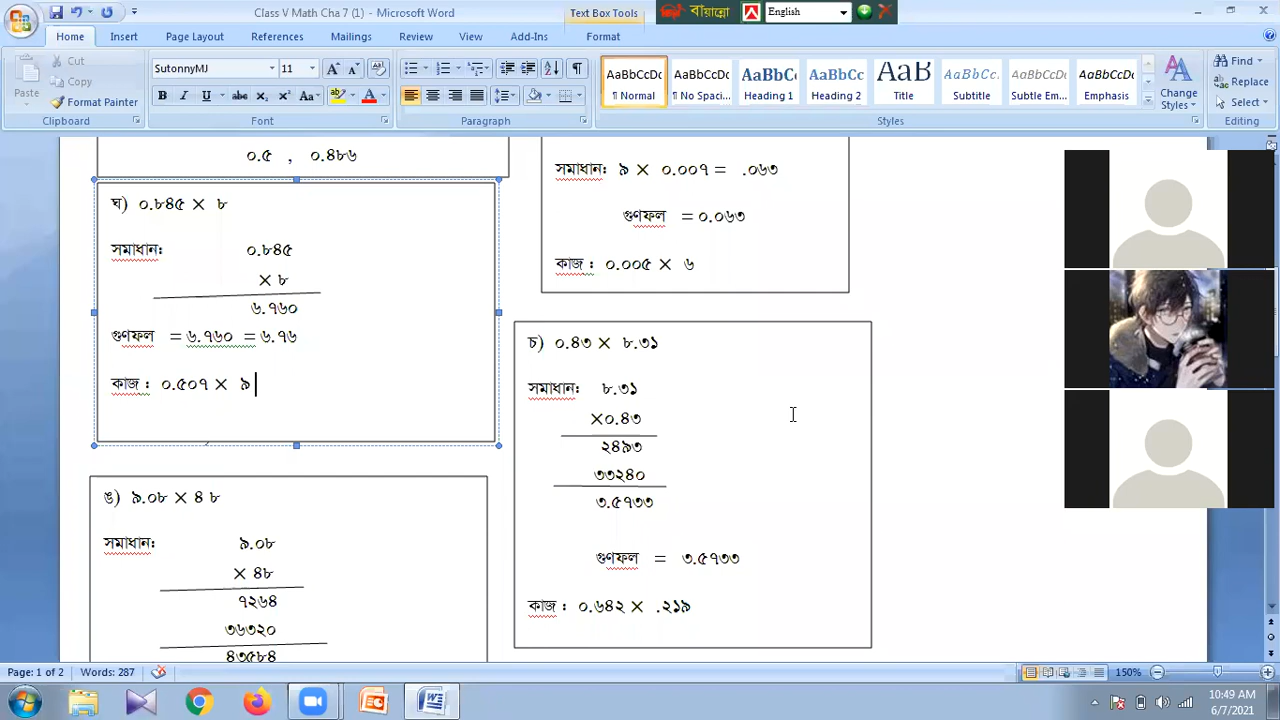 Class V Math Cha 7 (1) - Microsoft Word
Text Box Tools
English
Home Insert Page Layout References Mailings Review View Add-Ins Format
Cut
Copy
Format Painter
Paste
Clipboard
SutonnyMJ 11
Font
Paragraph
AaBbCcDc ¶ Normal
AaBbCcDc ¶ No Spaci...
AaBbCc Heading 1
AaBbCc Heading 2
AaB Title
AaBbCc. Subtitle
AaBbCcDc Subtle Em...
AaBbCcDc Emphasis
Change Styles
Styles
Find
Replace
Select
Editing
০.৫ , ০.৪৮৬
ঘ) ০.৮৪৫ × ৮
সমাধান: ০.৮৪৫
× ৮
৬.৭৬০
গুণফল = ৬.৭৬০ = ৬.৭৬
কাজ : ০.৫০৭ × ৯
ঙ) ৯.০৮ × ৪ ৮
সমাধান: ৯.০৮
× ৪৮
৭২৬৪
৩৬৩২০
৪৩৫৮৪
সমাধান: ৯ × ০.০০৭ = .০৬৩
গুণফল = ০.০৬৩
কাজ : ০.০০৫ × ৬
চ) ০.৪৩ × ৮.৩১
সমাধান: ৮.৩১
×০.৪৩
২৪৯৩
৩৩২৪০
৩.৫৭৩৩
গুণফল = ৩.৫৭৩৩
কাজ : ০.৬৪২ × .২১৯
Page: 1 of 2 Words: 287
150%
10:49 AM
6/7/2021